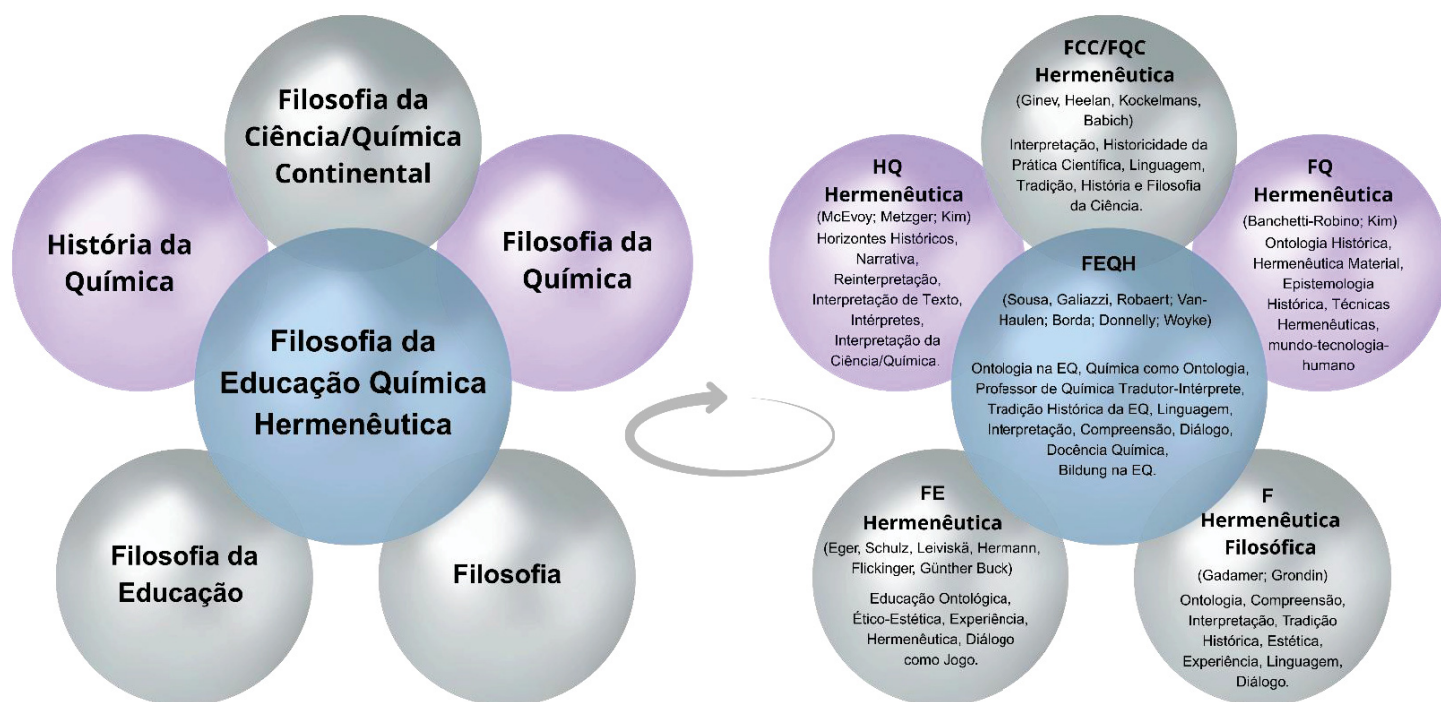 Filosofia da
Ciência/Química
Continental
História da
Química
Filosofia da
Química
Filosofia da
Educação Química
Hermenêutica
Filosofia da
Educação
Filosofia
FCC/FQC
Hermenêutica
(Ginev, Heelan, Kockelmans,
Babich)
Interpretação, Historicidade da
Prática Científica, Linguagem,
Tradição, História e Filosofia
da Ciência.
HQ
Hermenêutica
(McEvoy; Metzger; Kim)
Horizontes Históricos,
Narrativa,
Reinterpretação,
Interpretação de Texto,
Intérpretes,
Interpretação da
Ciência/Química.
FQ
Hermenêutica
(Banchetti-Robino; Kim)
Ontologia Histórica,
Hermenêutica Material,
Epistemologia
Histórica, Técnicas
Hermenêuticas,
mundo-tecnologia-
humano
FEQH
(Sousa, Galiazzi, Robaert; Van-
Haulen; Borda; Donnelly; Woyke)
Ontologia na EQ, Química como Ontologia,
Professor de Química Tradutor-Intérprete,
Tradição Histórica da EQ, Linguagem,
Interpretação, Compreensão, Diálogo,
Docência Química,
Bildung na EQ.
FE
Hermenêutica
(Eger, Schulz, Leiviskä, Hermann,
Flickinger, Günther Buck)
Educação Ontológica,
Ético-Estética, Experiência,
Hermenêutica, Diálogo
como Jogo.
F
Hermenêutica
Filosófica
(Gadamer; Grondin)
Ontologia, Compreensão,
Interpretação, Tradição
Histórica, Estética,
Experiência, Linguagem,
Diálogo.